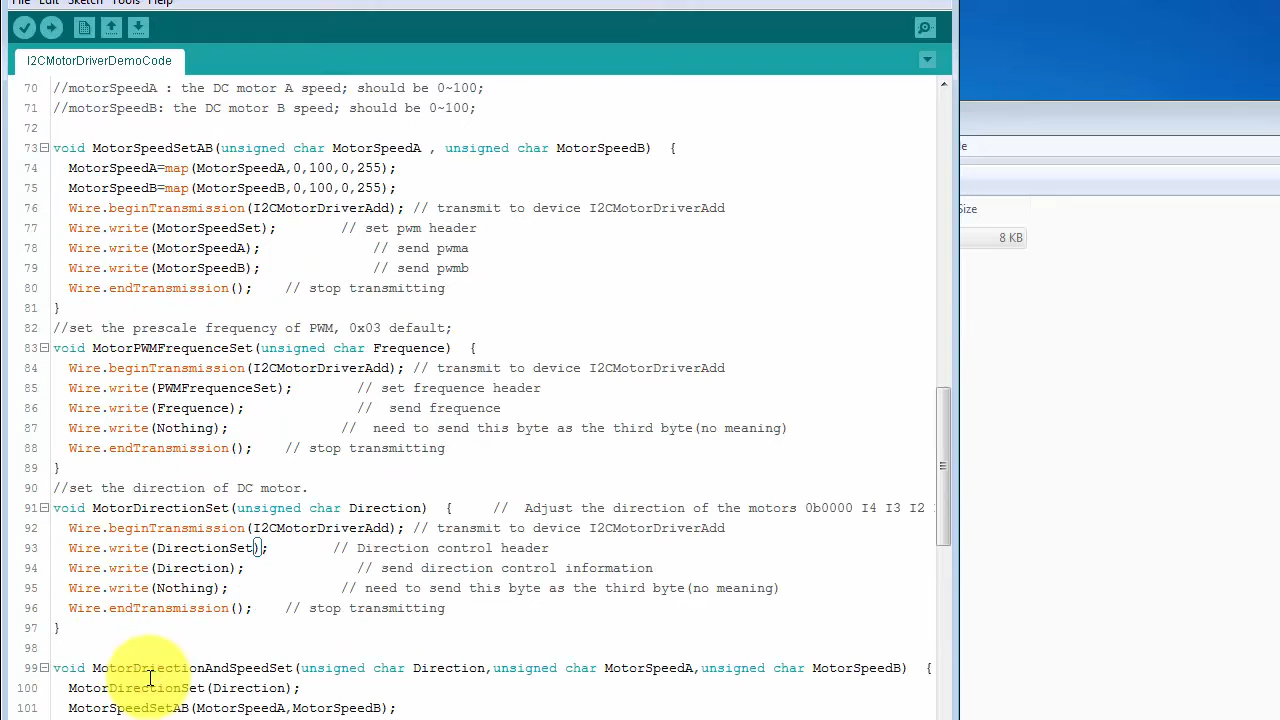 File Edit Sketch Tools Help
I2CMotorDriverDemoCode
70 //motorSpeedA : the DC motor A speed; should be 0~100;
71 //motorSpeedB: the DC motor B speed; should be 0~100;
72
73 void MotorSpeedSetAB(unsigned char MotorSpeedA , unsigned char MotorSpeedB)  {
74 MotorSpeedA=map(MotorSpeedA,0,100,0,255);
75 MotorSpeedB=map(MotorSpeedB,0,100,0,255);
76 Wire.beginTransmission(I2CMotorDriverAdd); // transmit to device I2CMotorDriverAdd
77 Wire.write(MotorSpeedSet);        // set pwm header
78 Wire.write(MotorSpeedA);              // send pwma
79 Wire.write(MotorSpeedB);              // send pwmb
80 Wire.endTransmission();    // stop transmitting
81 }
82 //set the prescale frequency of PWM, 0x03 default;
83 void MotorPWMFrequenceSet(unsigned char Frequence)  {
84 Wire.beginTransmission(I2CMotorDriverAdd); // transmit to device I2CMotorDriverAdd
85 Wire.write(PWMFrequenceSet);        // set frequence header
86 Wire.write(Frequence);              //  send frequence
87 Wire.write(Nothing);              //  need to send this byte as the third byte(no meaning)
88 Wire.endTransmission();    // stop transmitting
89 }
90 //set the direction of DC motor.
91 void MotorDirectionSet(unsigned char Direction)  {     //  Adjust the direction of the motors 0b0000 I4 I3 I2
92 Wire.beginTransmission(I2CMotorDriverAdd); // transmit to device I2CMotorDriverAdd
93 Wire.write(DirectionSet);        // Direction control header
94 Wire.write(Direction);              // send direction control information
95 Wire.write(Nothing);              // need to send this byte as the third byte(no meaning)
96 Wire.endTransmission();    // stop transmitting
97 }
98
99 void MotorDriectionAndSpeedSet(unsigned char Direction,unsigned char MotorSpeedA,unsigned char MotorSpeedB)  {
100 MotorDirectionSet(Direction);
101 MotorSpeedSetAB(MotorSpeedA,MotorSpeedB);
Size
8 KB